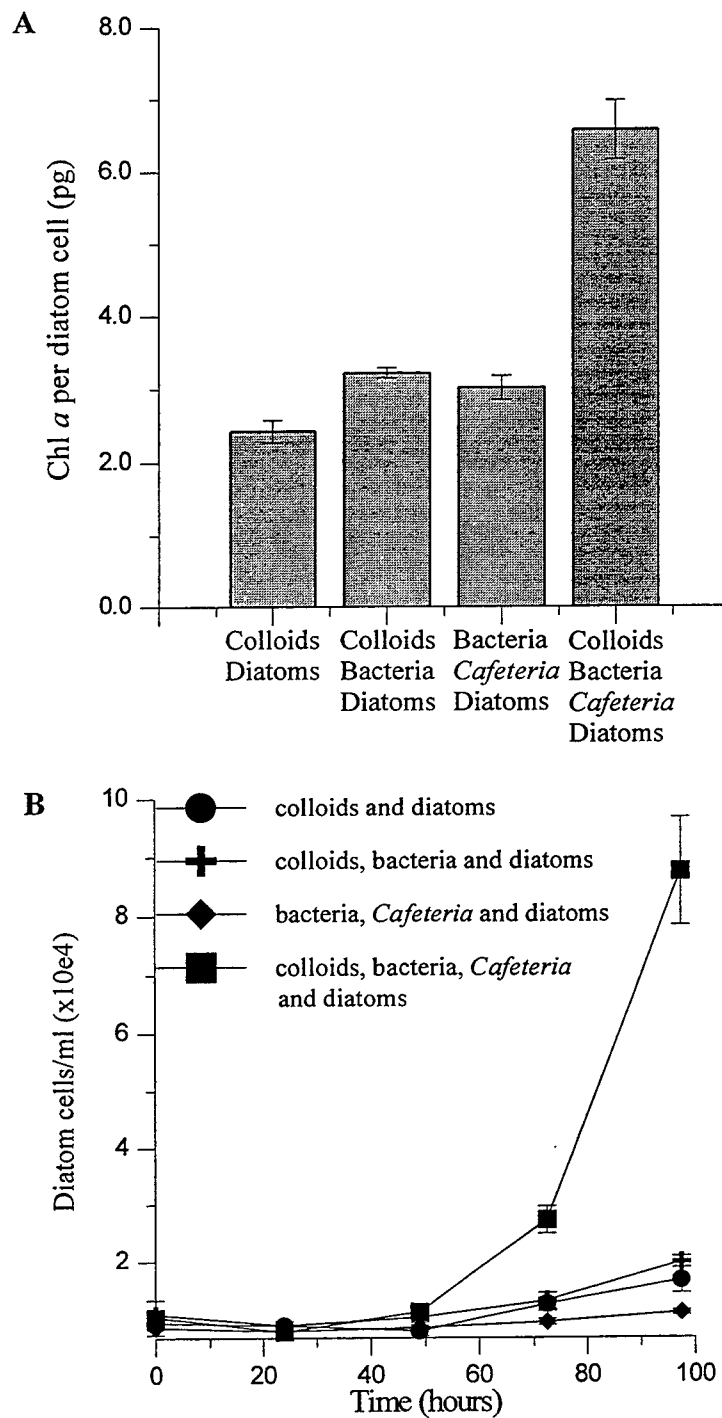 A
8.0
6.0
4.0
2.0
0.0
Chl a per diatom cell (pg)
Colloids
Diatoms
Colloids
Bacteria
Diatoms
Bacteria
Cafeteria
Diatoms
Colloids
Bacteria
Cafeteria
Diatoms
B
10
8
6
4
2
Diatom cells/ml (x10e4)
colloids and diatoms
colloids, bacteria and diatoms
bacteria, Cafeteria and diatoms
colloids, bacteria, Cafeteria
and diatoms
0
20
40
60
80
100
Time (hours)